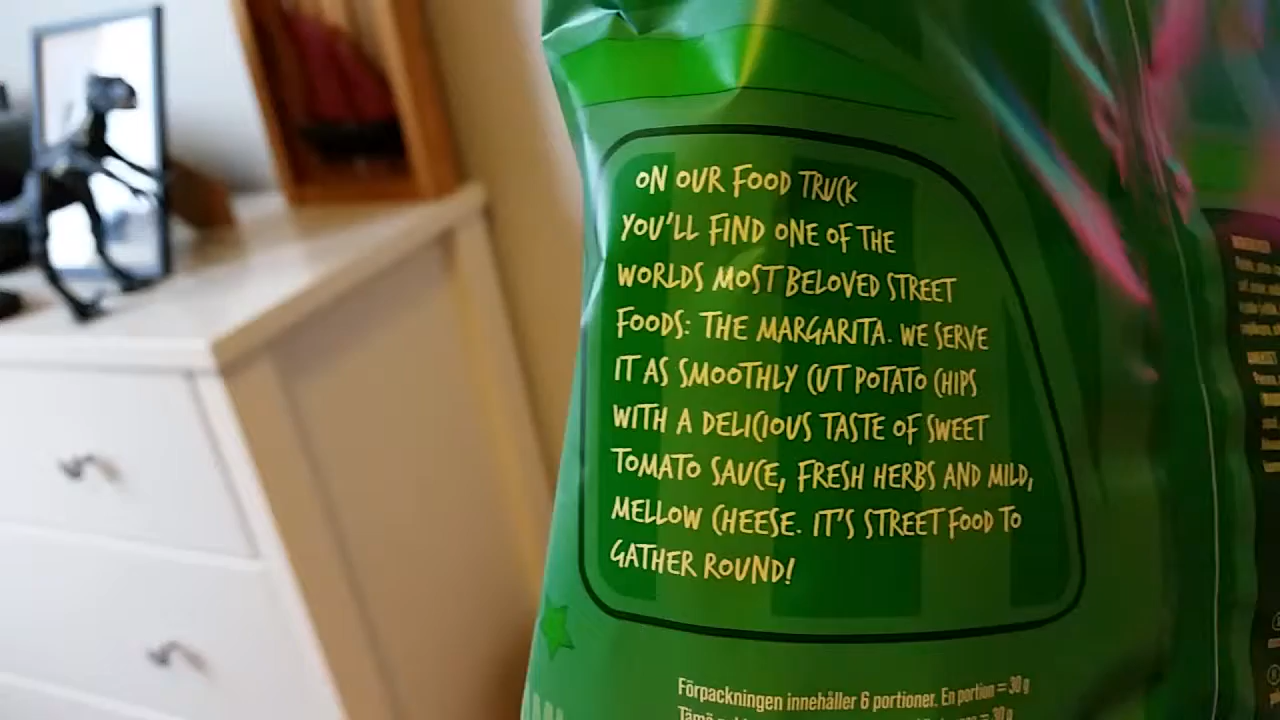 ON OUR FOOD TRUCK
YOU'LL FIND ONE OF THE
WORLDS MOST BELOVED STREET
FOODS: THE MARGARITA. WE SERVE
IT AS SMOOTHLY CUT POTATO CHIPS
WITH A DELICIOUS TASTE OF SWEET
TOMATO SAUCE, FRESH HERBS AND MILD,
MELLOW CHEESE. IT'S STREET FOOD TO
GATHER ROUND!
Förpackningen innehåller 6 portioner. En portion = 30 g